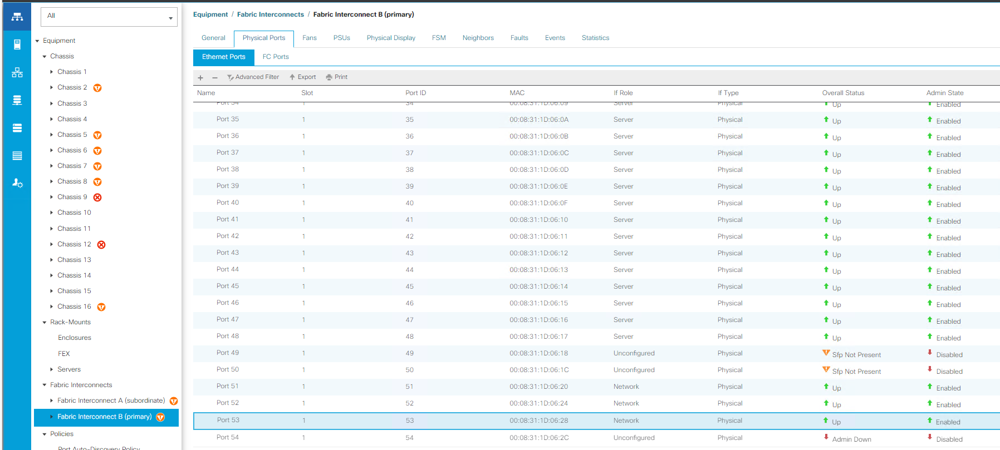 All
Equipment
Chassis
Chassis 1
Chassis 2
Chassis 3
Chassis 4
Chassis 5
Chassis 6
Chassis 7
Chassis 8
Chassis 9
Chassis 10
Chassis 11
Chassis 12
Chassis 13
Chassis 14
Chassis 15
Chassis 16
Rack-Mounts
Enclosures
FEX
Servers
Fabric Interconnects
Fabric Interconnect A (subordinate)
Fabric Interconnect B (primary)
Policies
Port Auto-Discovery Policy
Equipment / Fabric Interconnects / Fabric Interconnect B (primary)
General Physical Ports Fans PSUs Physical Display FSM Neighbors Faults Events Statistics
Ethernet Ports FC Ports
+ − Advanced Filter Export Print
Name Slot Port ID MAC If Role If Type Overall Status Admin State
Port 34 1 34 00:08:31:1D:06:09 Server Physical Up Enabled
Port 35 1 35 00:08:31:1D:06:0A Server Physical Up Enabled
Port 36 1 36 00:08:31:1D:06:0B Server Physical Up Enabled
Port 37 1 37 00:08:31:1D:06:0C Server Physical Up Enabled
Port 38 1 38 00:08:31:1D:06:0D Server Physical Up Enabled
Port 39 1 39 00:08:31:1D:06:0E Server Physical Up Enabled
Port 40 1 40 00:08:31:1D:06:0F Server Physical Up Enabled
Port 41 1 41 00:08:31:1D:06:10 Server Physical Up Enabled
Port 42 1 42 00:08:31:1D:06:11 Server Physical Up Enabled
Port 43 1 43 00:08:31:1D:06:12 Server Physical Up Enabled
Port 44 1 44 00:08:31:1D:06:13 Server Physical Up Enabled
Port 45 1 45 00:08:31:1D:06:14 Server Physical Up Enabled
Port 46 1 46 00:08:31:1D:06:15 Server Physical Up Enabled
Port 47 1 47 00:08:31:1D:06:16 Server Physical Up Enabled
Port 48 1 48 00:08:31:1D:06:17 Server Physical Up Enabled
Port 49 1 49 00:08:31:1D:06:18 Unconfigured Physical Sfp Not Present Disabled
Port 50 1 50 00:08:31:1D:06:1C Unconfigured Physical Sfp Not Present Disabled
Port 51 1 51 00:08:31:1D:06:20 Network Physical Up Enabled
Port 52 1 52 00:08:31:1D:06:24 Network Physical Up Enabled
Port 53 1 53 00:08:31:1D:06:28 Network Physical Up Enabled
Port 54 1 54 00:08:31:1D:06:2C Unconfigured Physical Admin Down Disabled